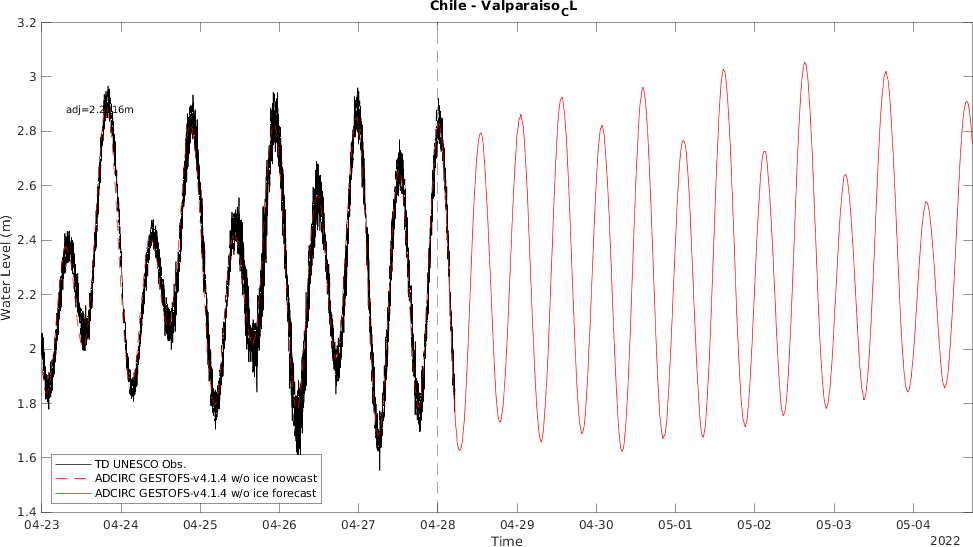 Chile - Valparaiso_CL
3.2
3
2.8
2.6
2.4
2.2
2
1.8
1.6
1.4
Water Level (m)
TD UNESCO Obs.
ADCIRC GESTOFS-v4.1.4 w/o ice nowcast
ADCIRC GESTOFS-v4.1.4 w/o ice forecast
04-23 04-24 04-25 04-26 04-27 04-28 04-29 04-30 05-01 05-02 05-03 05-04
Time
2022